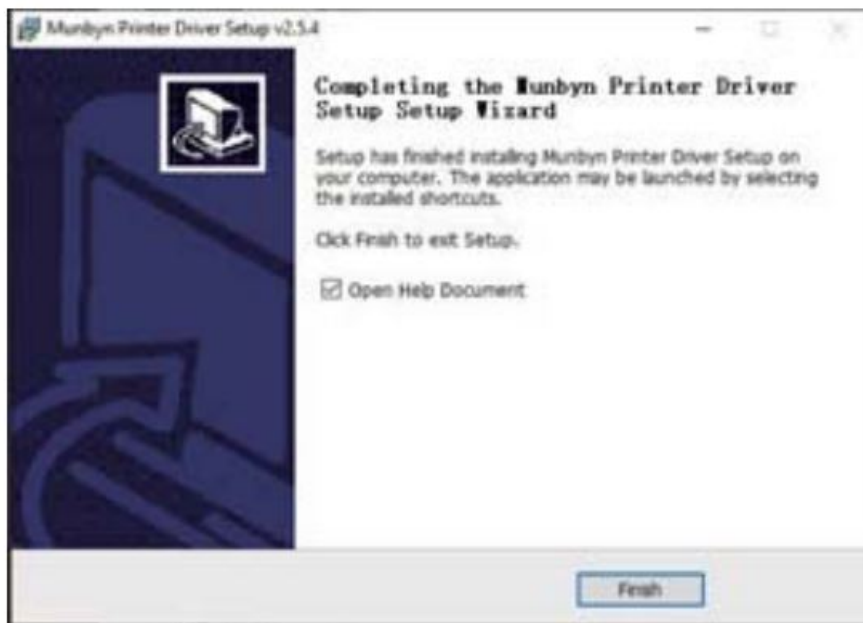 Munbyn Printer Driver Setup v2.5.4
Completing the Munbyn Printer Driver
Setup Setup Wizard
Setup has finished installing Munbyn Printer Driver Setup on
your computer. The application may be launched by selecting
the installed shortcuts.
Click Finish to exit Setup.
Open Help Document
Finish